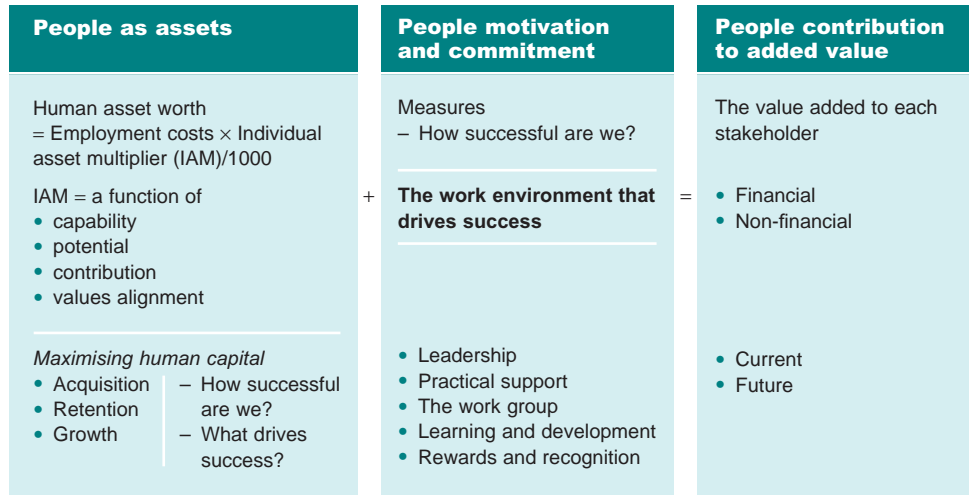 People as assets
Human asset worth
= Employment costs × Individual
asset multiplier (IAM)/1000
IAM = a function of
• capability
• potential
• contribution
• values alignment
Maximising human capital
• Acquisition
• Retention
• Growth
– How successful
are we?
– What drives
success?
+
People motivation
and commitment
Measures
– How successful are we?
The work environment that
drives success
• Leadership
• Practical support
• The work group
• Learning and development
• Rewards and recognition
=
People contribution
to added value
The value added to each
stakeholder
• Financial
• Non-financial
• Current
• Future